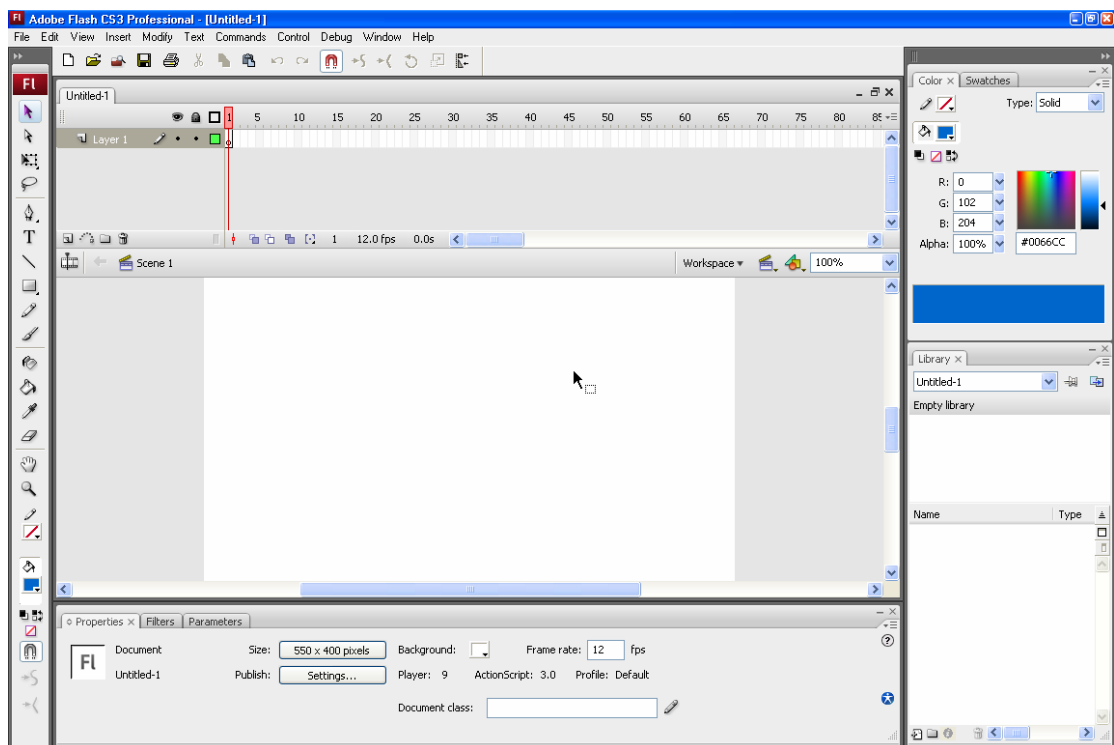 Fl Adobe Flash CS3 Professional - [Untitled-1]
File Edit View Insert Modify Text Commands Control Debug Window Help
Fl
Untitled-1
1 5 10 15 20 25 30 35 40 45 50 55 60 65 70 75 80
Layer 1
1 12.0 fps 0.0s
Scene 1 Workspace 100%
Properties × Filters Parameters
Fl
Document Size: 550 x 400 pixels Background: Frame rate: 12 fps
Untitled-1 Publish: Settings... Player: 9 ActionScript: 3.0 Profile: Default
Document class:
Color × Swatches
Type: Solid
R: 0
G: 102
B: 204
Alpha: 100% #0066CC
Library ×
Untitled-1
Empty library
Name Type